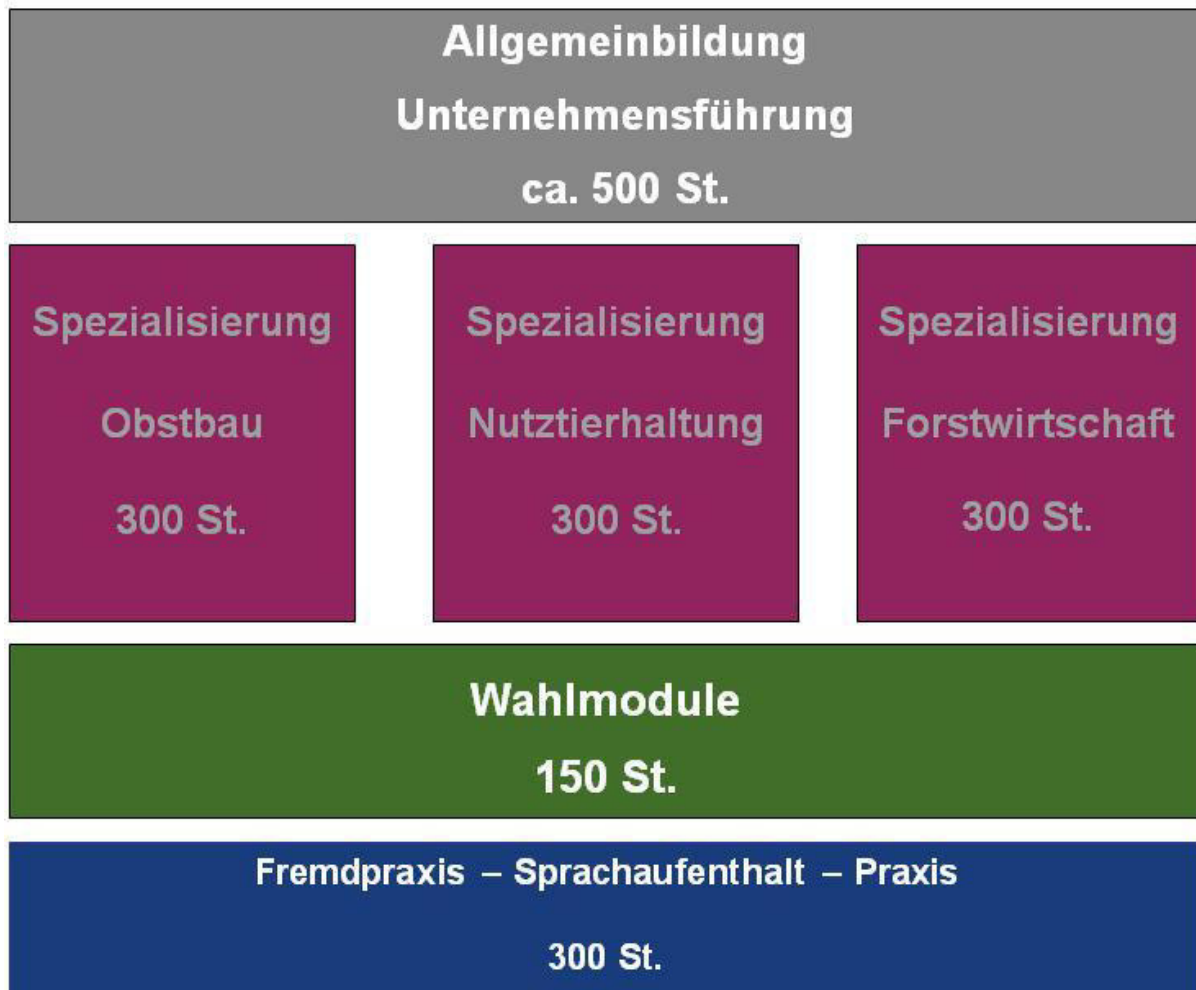 Allgemeinbildung
Unternehmensführung
ca. 500 St.
Spezialisierung
Obstbau
300 St.
Spezialisierung
Nutztierhaltung
300 St.
Spezialisierung
Forstwirtschaft
300 St.
Wahlmodule
150 St.
Fremdpraxis – Sprachaufenthalt – Praxis
300 St.